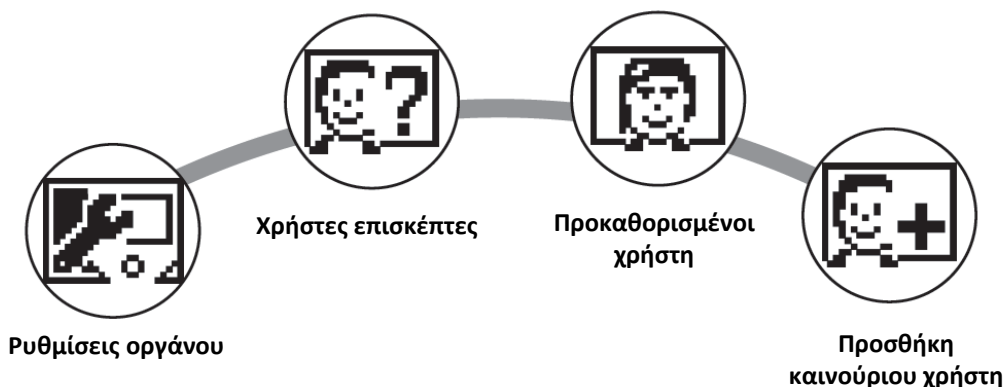 Ρυθμίσεις οργάνου
Χρήστες επισκέπτες
Προκαθορισμένοι
χρήστη
Προσθήκη
καινούριου χρήστη